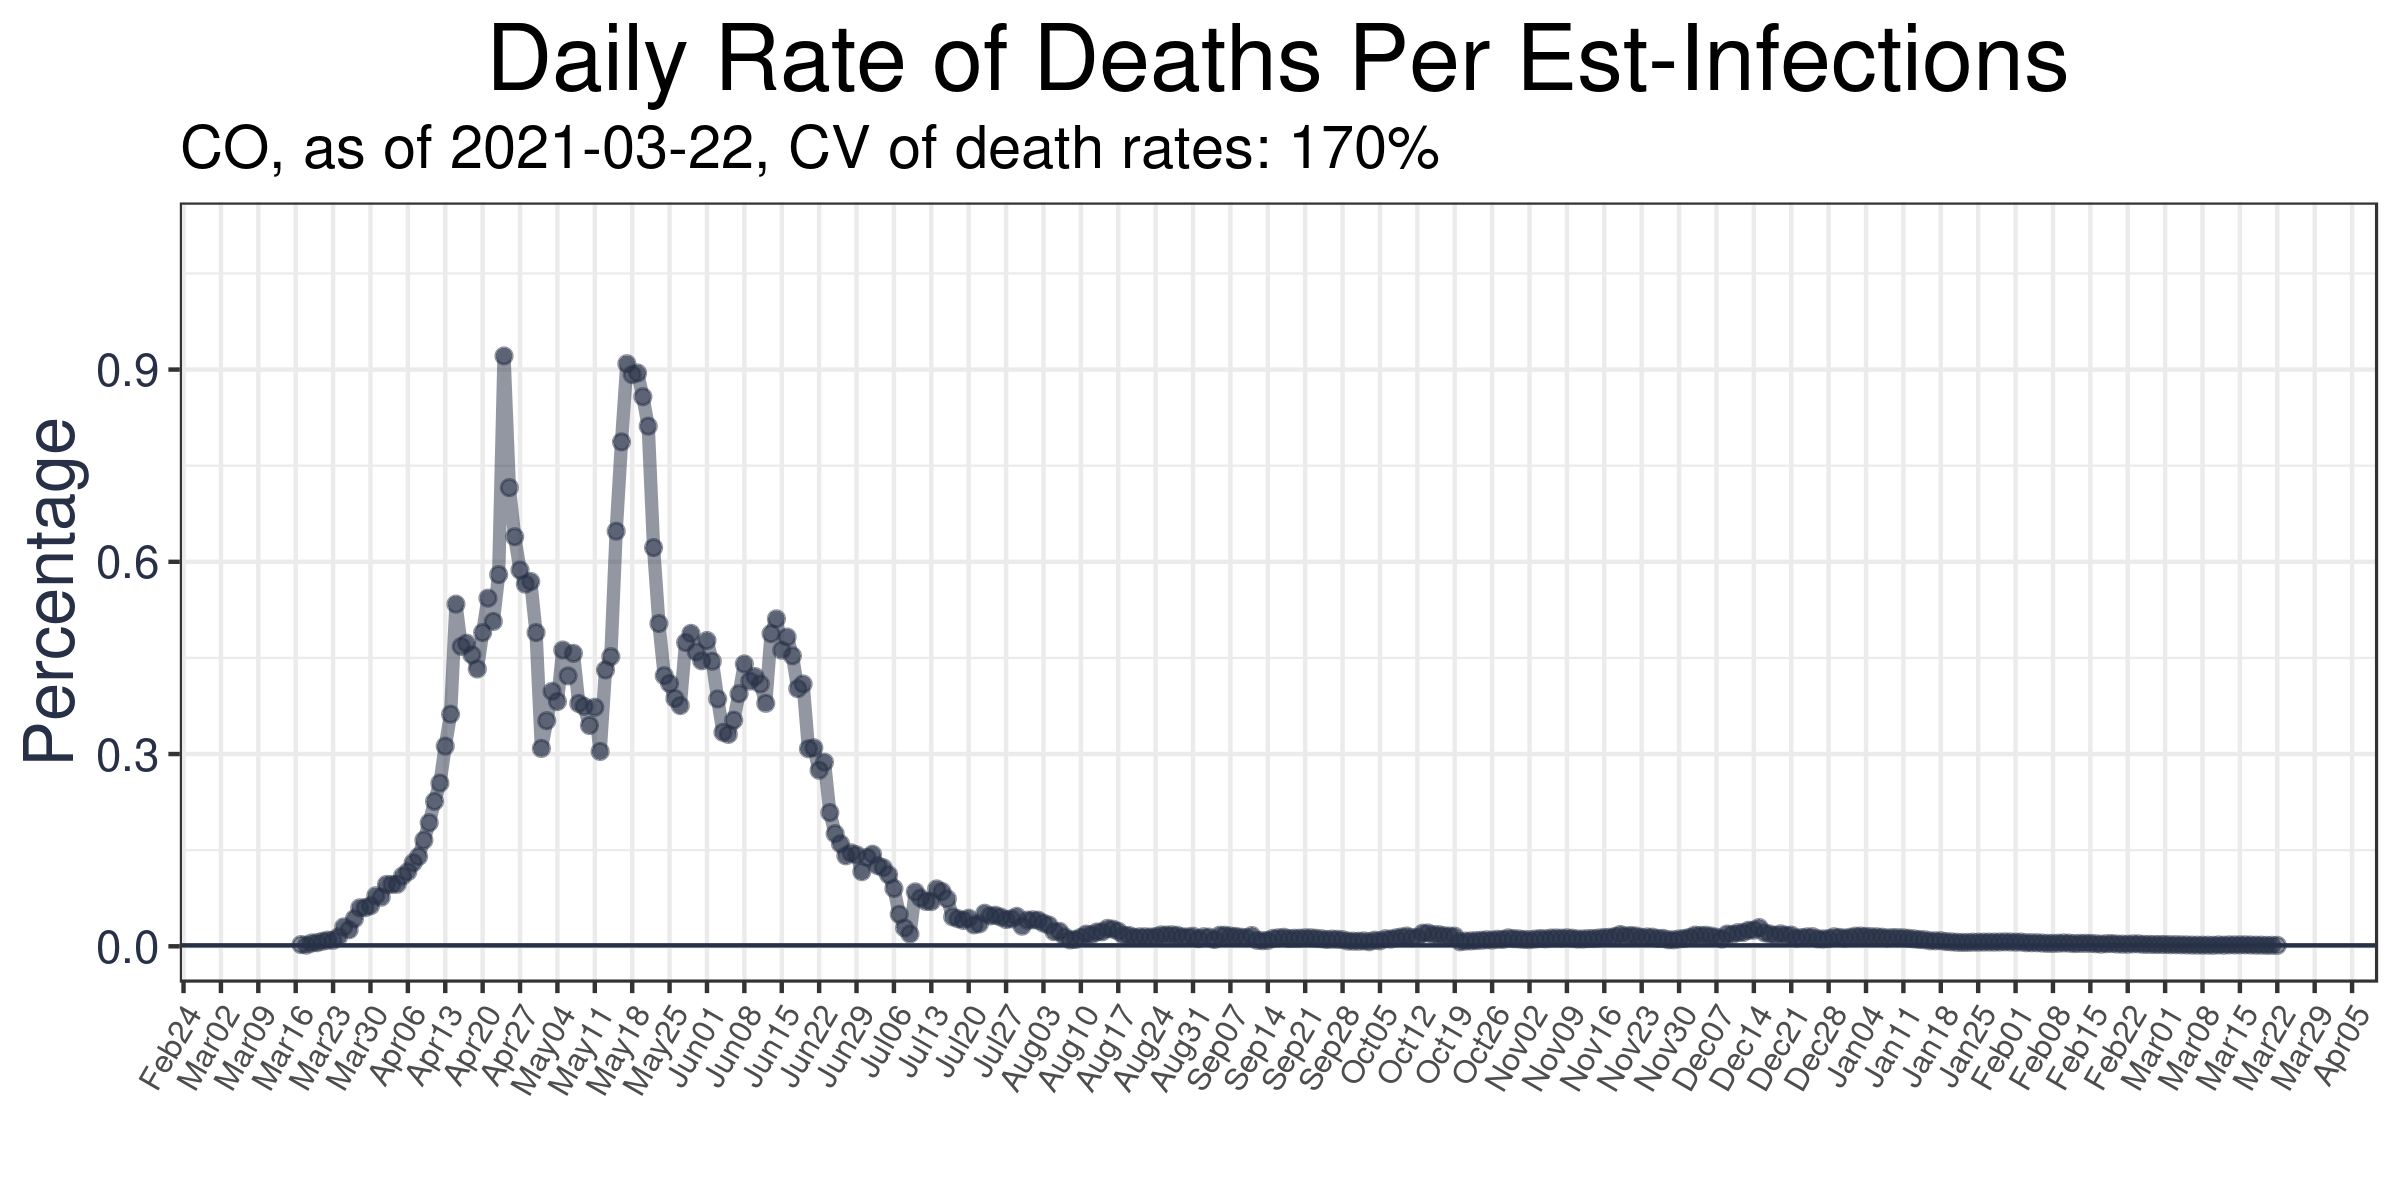 Daily Rate of Deaths Per Est-Infections
CO, as of 2021-03-22, CV of death rates: 170%
Percentage
0.9
0.6
0.3
0.0
Feb24 Mar02 Mar09 Mar16 Mar23 Mar30 Apr06 Apr13 Apr20 Apr27 May04 May11 May18 May25 Jun01 Jun08 Jun15 Jun22 Jun29 Jul06 Jul13 Jul20 Jul27 Aug03 Aug10 Aug17 Aug24 Aug31 Sep07 Sep14 Sep21 Sep28 Oct05 Oct12 Oct19 Oct26 Nov02 Nov09 Nov16 Nov23 Nov30 Dec07 Dec14 Dec21 Dec28 Jan04 Jan11 Jan18 Jan25 Feb01 Feb08 Feb15 Feb22 Mar01 Mar08 Mar15 Mar22 Mar29 Apr05